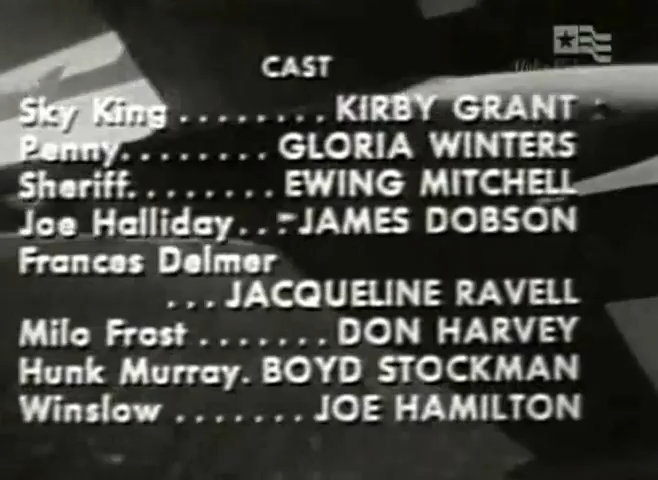 CAST
Sky King ........ KIRBY GRANT
Penny........ GLORIA WINTERS
Sheriff........ EWING MITCHELL
Joe Halliday... JAMES DOBSON
Frances Delmer
... JACQUELINE RAVELL
Milo Frost ....... DON HARVEY
Hunk Murray. BOYD STOCKMAN
Winslow ....... JOE HAMILTON